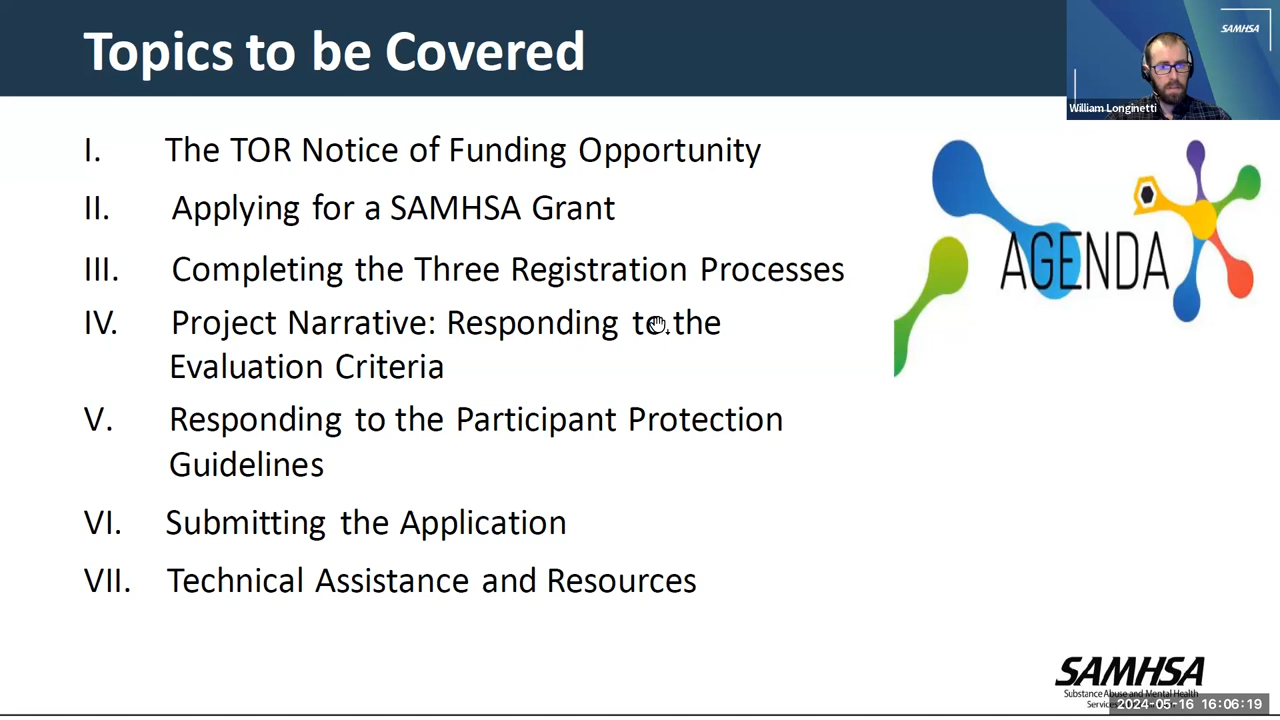 Topics to be Covered
SAMHSA
William Longinetti
I. The TOR Notice of Funding Opportunity
II. Applying for a SAMHSA Grant
III. Completing the Three Registration Processes
IV. Project Narrative: Responding to the
Evaluation Criteria
V. Responding to the Participant Protection
Guidelines
VI. Submitting the Application
VII. Technical Assistance and Resources
AGENDA
SAMHSA
Substance Abuse and Mental Health
Services
2024-05-16 16:06:19